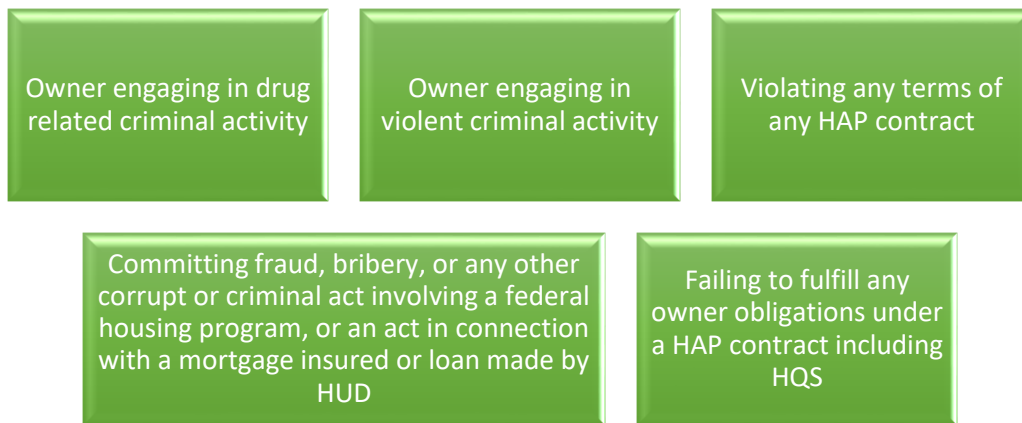 Owner engaging in drug
related criminal activity
Owner engaging in
violent criminal activity
Violating any terms of
any HAP contract
Committing fraud, bribery, or any other
corrupt or criminal act involving a federal
housing program, or an act in connection
with a mortgage insured or loan made by
HUD
Failing to fulfill any
owner obligations under
a HAP contract including
HQS